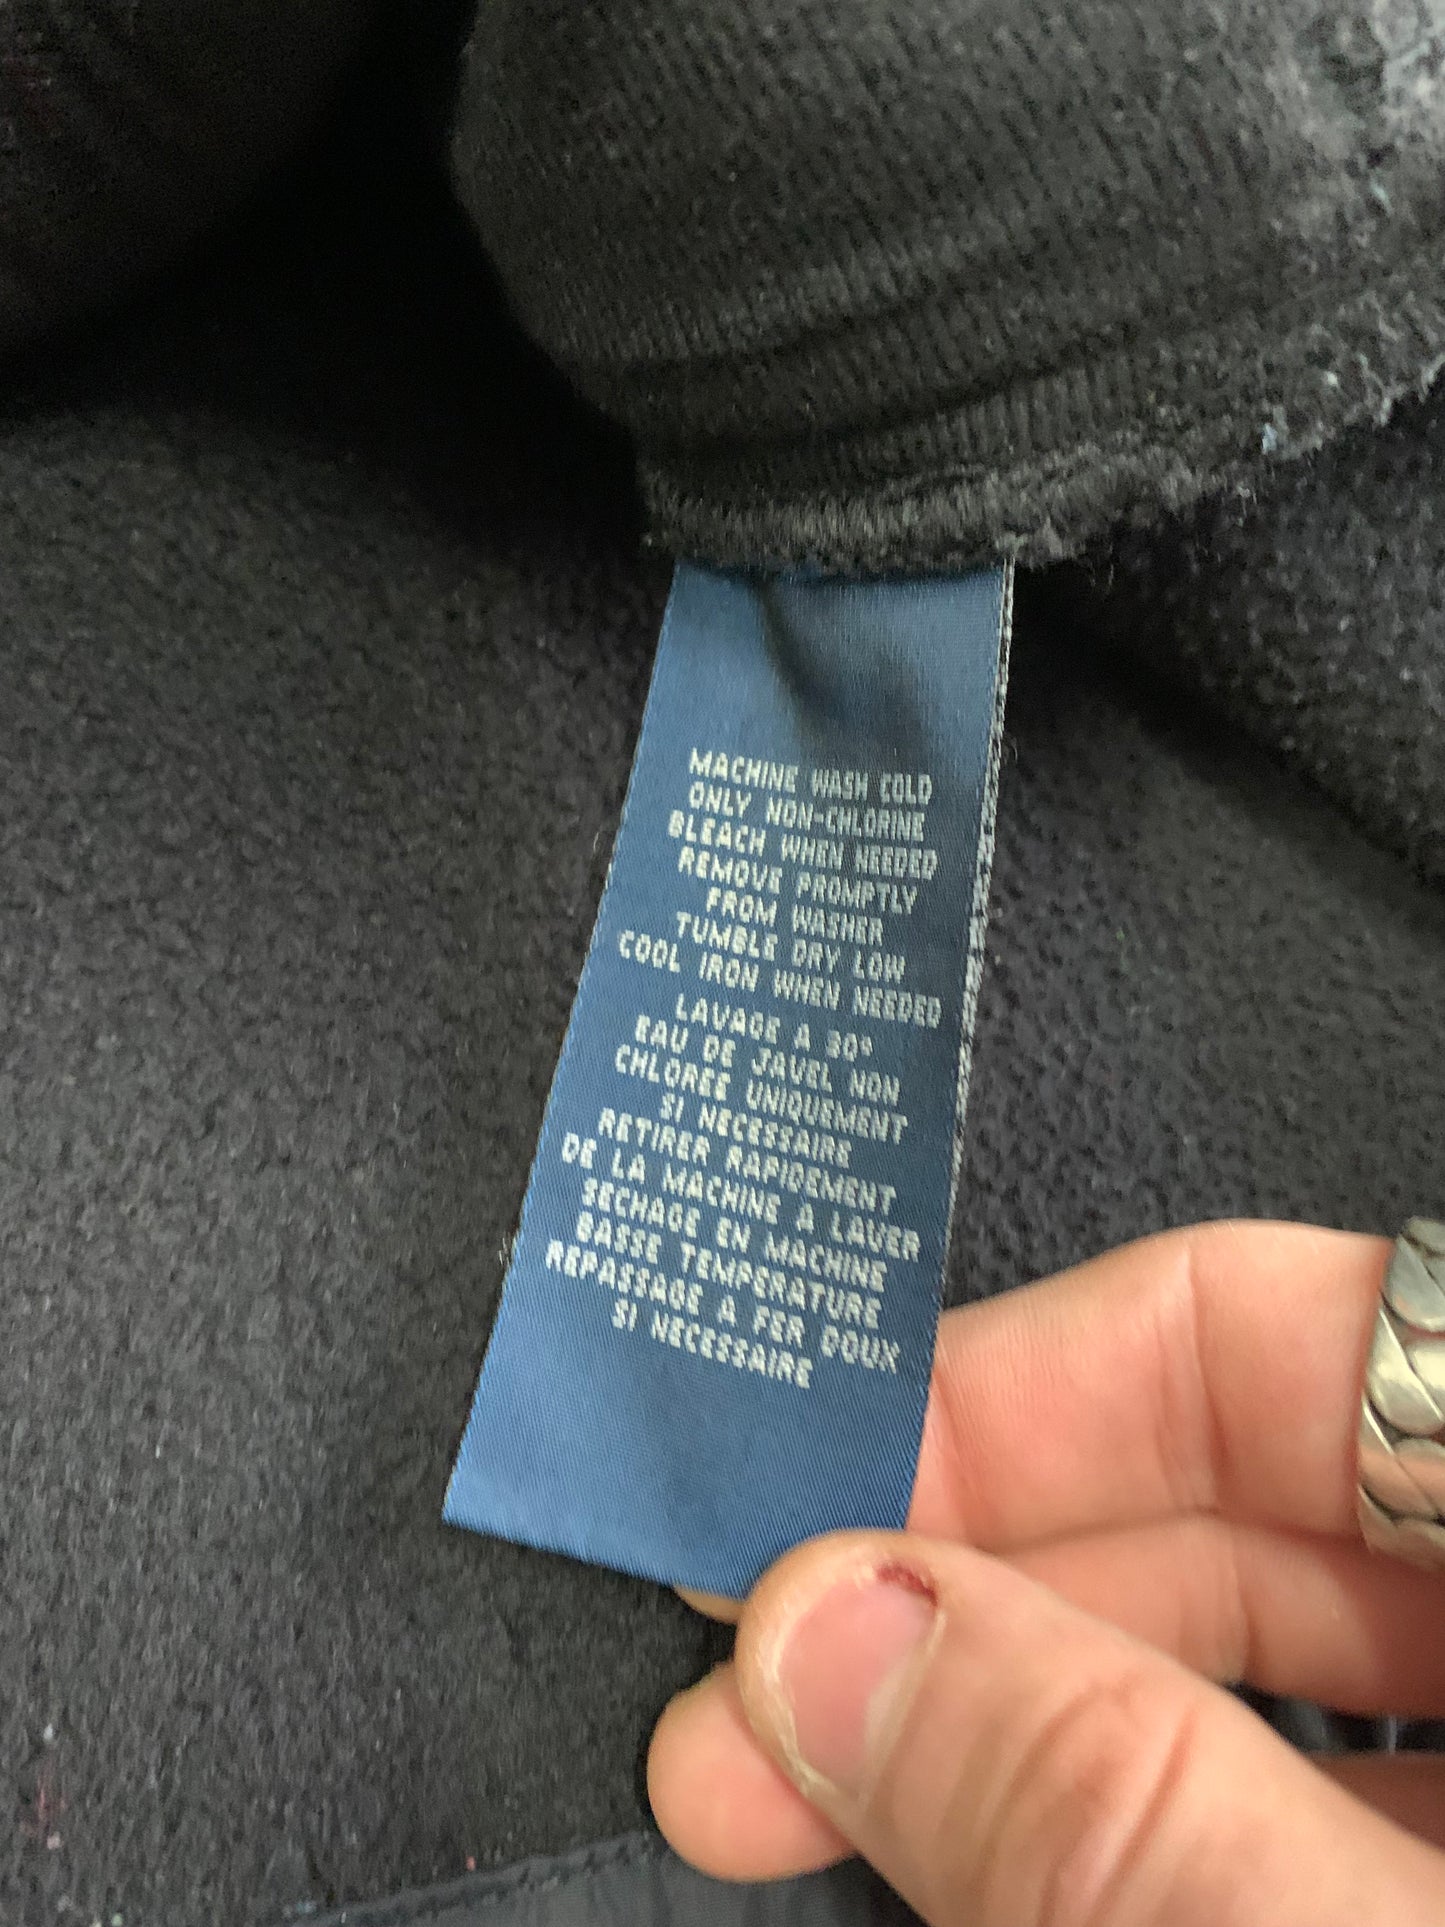 MACHINE WASH COLD
ONLY NON-CHLORINE
BLEACH WHEN NEEDED
REMOVE PROMPTLY
FROM WASHER
TUMBLE DRY LOW
COOL IRON WHEN NEEDED
LAVAGE A 30°
EAU DE JAVEL NON
CHLOREE UNIQUEMENT
SI NECESSAIRE
RETIRER RAPIDEMENT
DE LA MACHINE A LAVER
SECHAGE EN MACHINE
BASSE TEMPERATURE
REPASSAGE A FER DOUX
SI NECESSAIRE